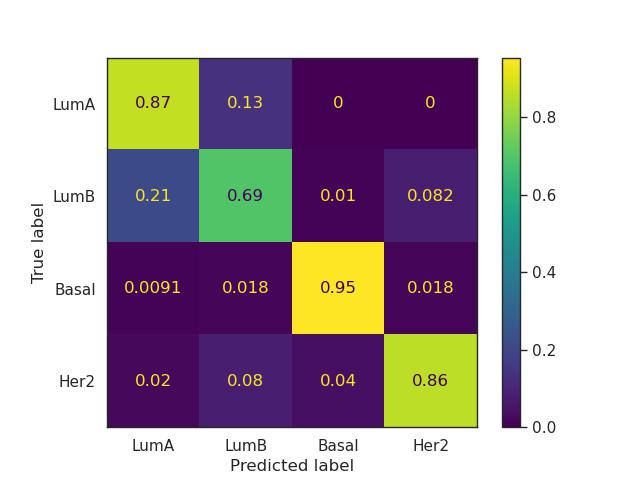 LumA 0.87 0.13 0 0
LumB 0.21 0.69 0.01 0.082
Basal 0.0091 0.018 0.95 0.018
Her2 0.02 0.08 0.04 0.86
LumA LumB Basal Her2
Predicted label
True label
0.8
0.6
0.4
0.2
0.0